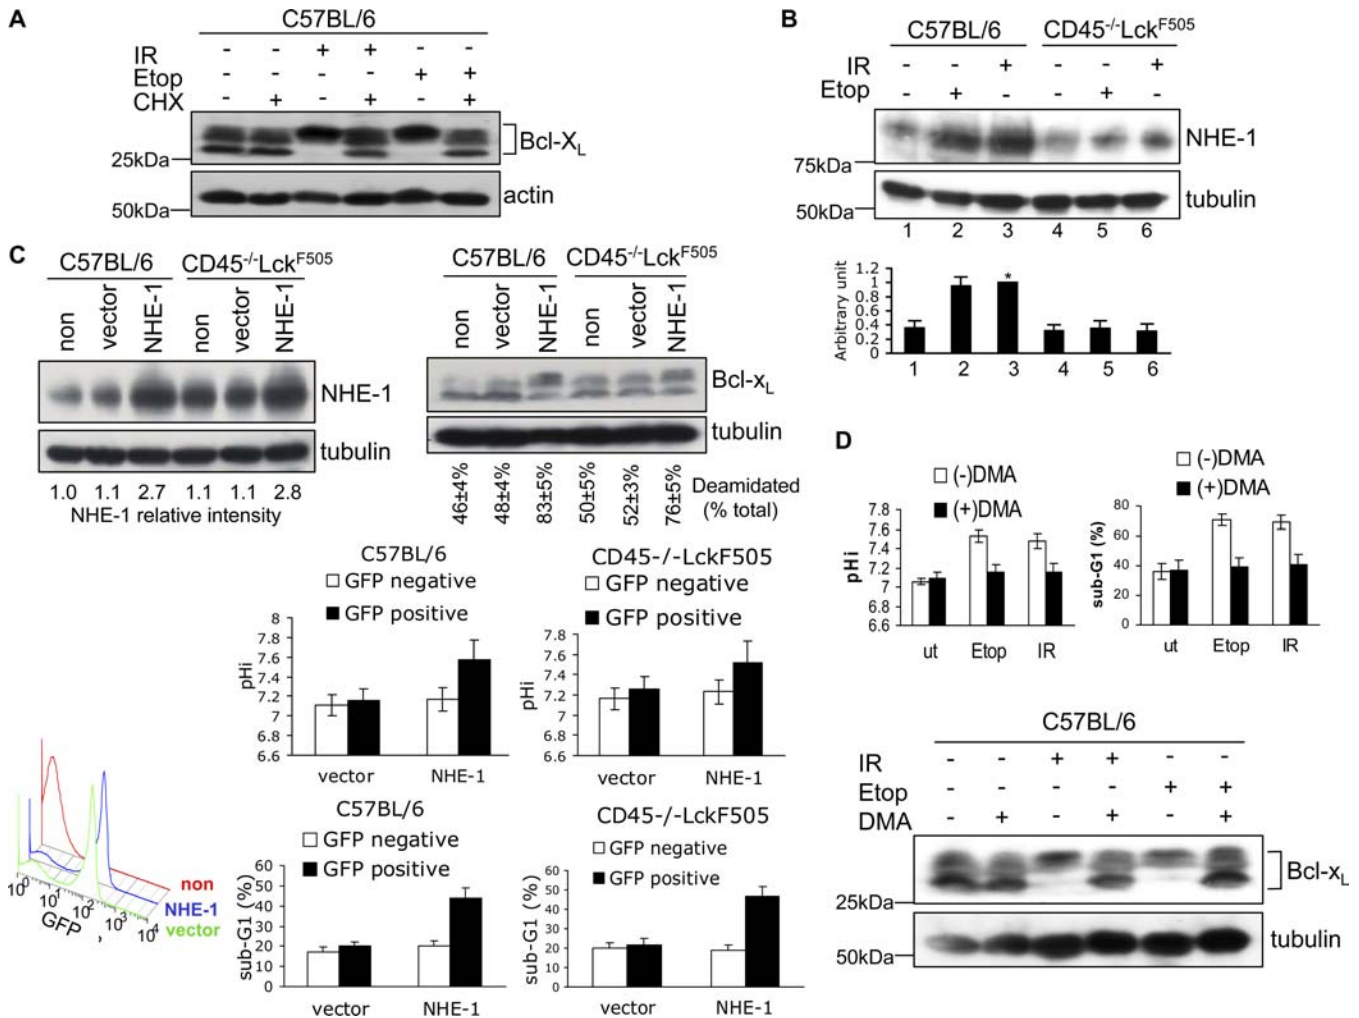 A
C57BL/6
IR - - + + - -
Etop - - - - + +
CHX - + - + - +
Bcl-XL
25kDa
actin
50kDa
B
C57BL/6 CD45-/-LckF505
IR - - + - - +
Etop - + - - + -
NHE-1
75kDa
tubulin
50kDa
1 2 3 4 5 6
Arbitrary unit
1.2
1
0.8
0.6
0.4
0.2
0
*
1 2 3 4 5 6
C
C57BL/6 CD45-/-LckF505
non vector NHE-1 non vector NHE-1
NHE-1
tubulin
1.0 1.1 2.7 1.1 1.1 2.8
NHE-1 relative intensity
C57BL/6 CD45-/-LckF505
non vector NHE-1 non vector NHE-1
Bcl-xL
tubulin
46±4% 48±4% 83±5% 50±5% 52±3% 76±5%
Deamidated
(% total)
C57BL/6
GFP negative
GFP positive
pHi
8
7.8
7.6
7.4
7.2
7
6.8
6.6
vector NHE-1
CD45-/-LckF505
GFP negative
GFP positive
pHi
7.8
7.6
7.4
7.2
7
6.8
6.6
vector NHE-1
non
NHE-1
vector
10^0 10^1 10^2 10^3 10^4
GFP
C57BL/6
GFP negative
GFP positive
sub-G1 (%)
60
50
40
30
20
10
0
vector NHE-1
CD45-/-LckF505
GFP negative
GFP positive
sub-G1 (%)
60
50
40
30
20
10
0
vector NHE-1
D
(-)DMA
(+)DMA
pHi
7.8
7.6
7.4
7.2
7
6.8
6.6
ut Etop IR
(-)DMA
(+)DMA
sub-G1 (%)
80
60
40
20
0
ut Etop IR
C57BL/6
IR - - + + - -
Etop - - - - + +
DMA - + - + - +
Bcl-xL
25kDa
tubulin
50kDa